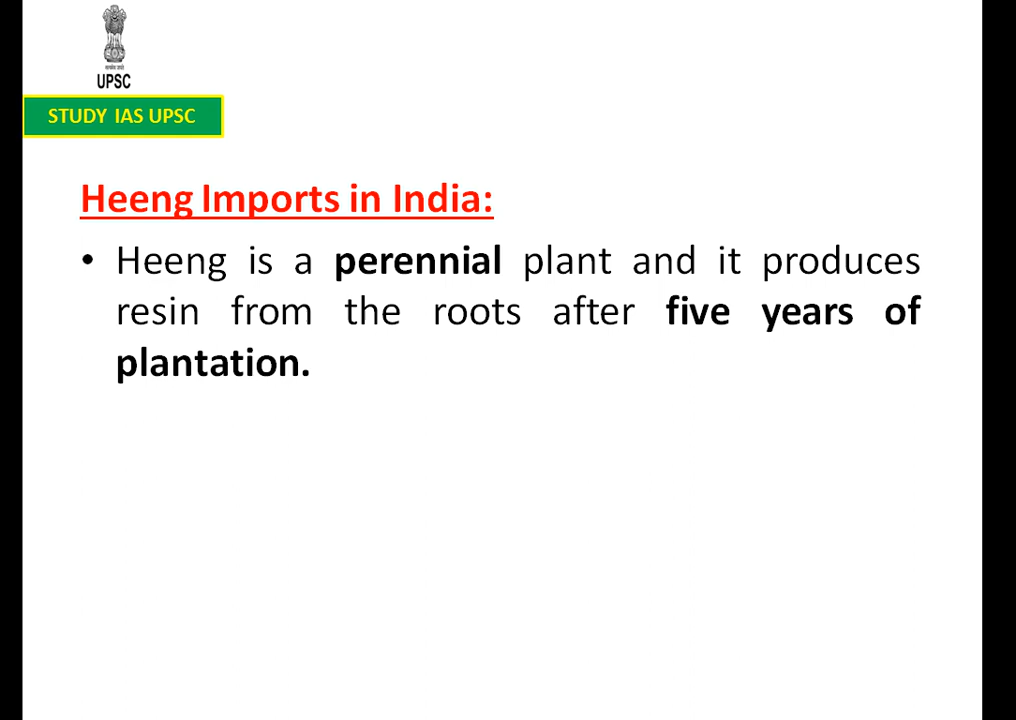 UPSC
STUDY IAS UPSC
Heeng Imports in India:
• Heeng is a perennial plant and it produces
resin from the roots after five years of
plantation.